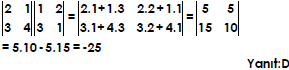 |2 1| |1 2| = |2.1+1.3 2.2+1.1| = |5 5|
|3 4| |3 1| |3.1+4.3 3.2+4.1| |15 10|
= 5.10 - 5.15 = -25
Yanıt:D